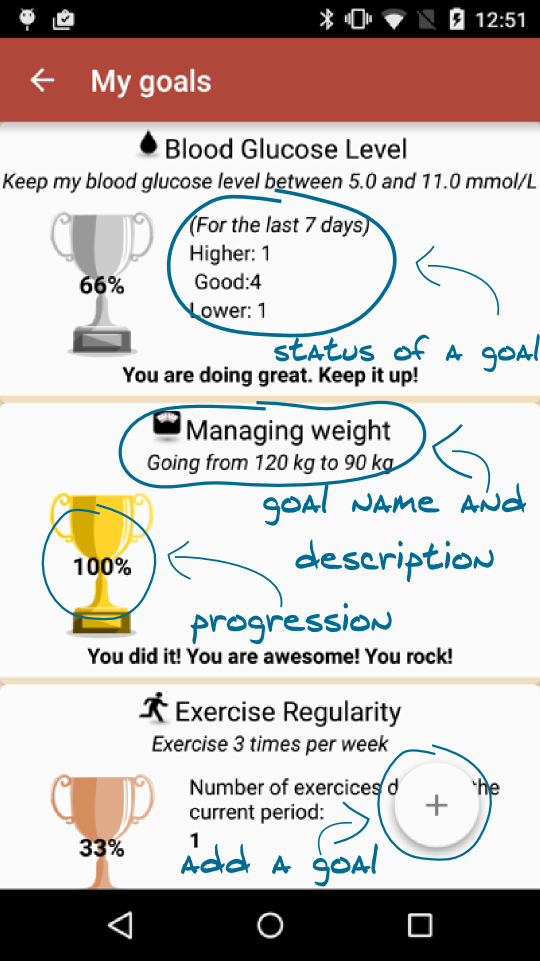 12:51
My goals
Blood Glucose Level
Keep my blood glucose level between 5.0 and 11.0 mmol/L
(For the last 7 days)
Higher: 1
66%
Good:4
Lower: 1
status of a goal
You are doing great. Keep it up!
Managing weight
Going from 120 kg to 90 kg
goal name and
description
100%
progression
You did it! You are awesome! You rock!
Exercise Regularity
Exercise 3 times per week
Number of exercices d the
current period:
33%
1
+
add a goal